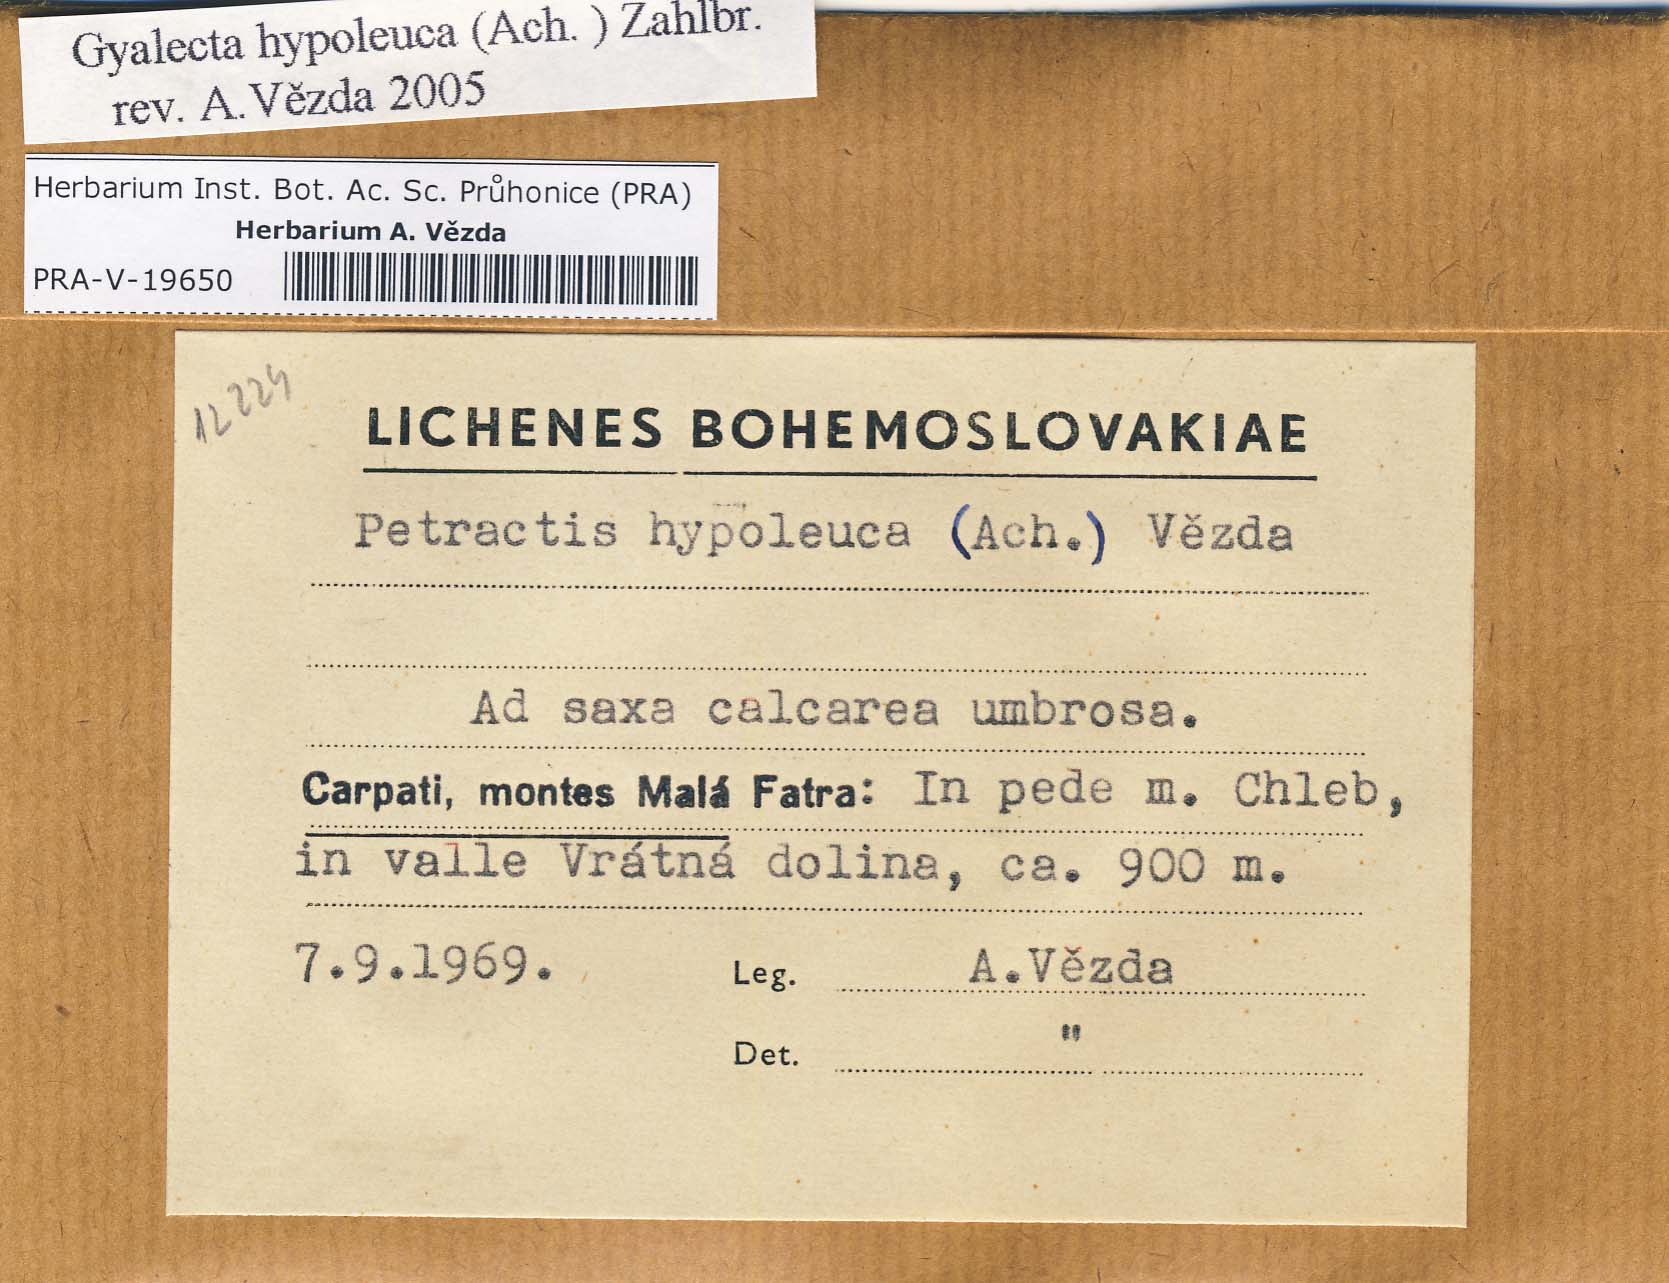 Gyalecta hypoleuca (Ach. ) Zahlbr.
rev. A. Vězda 2005
Herbarium Inst. Bot. Ac. Sc. Průhonice (PRA)
Herbarium A. Vězda
PRA-V-19650
12224
LICHENES BOHEMOSLOVAKIAE
Petractis hypoleuca (Ach.) Vězda
Ad saxa calcarea umbrosa.
Carpati, montes Malá Fatra: In pede m. Chleb,
in valle Vrátná dolina, ca. 900 m.
7.9.1969. Leg. A.Vězda
Det. "